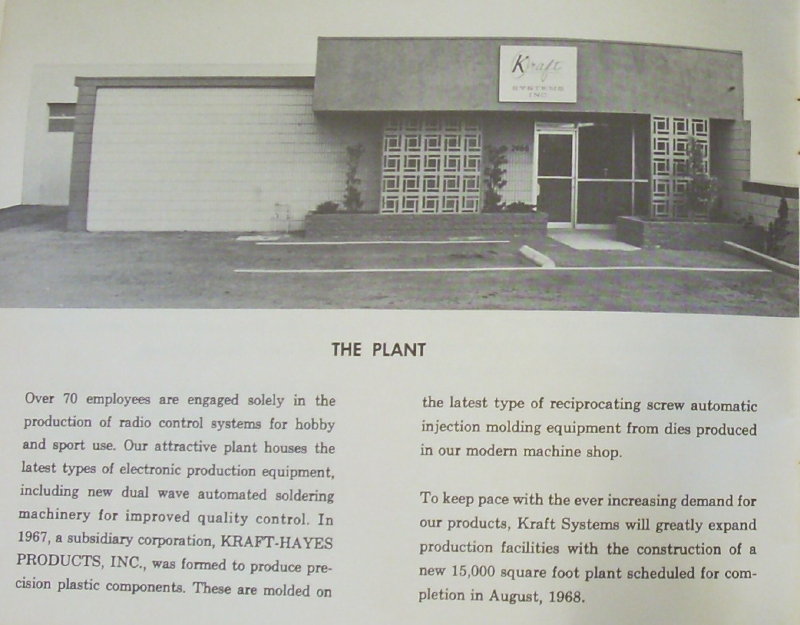 Kraft
SYSTEMS
INC
THE PLANT
Over 70 employees are engaged solely in the
production of radio control systems for hobby
and sport use. Our attractive plant houses the
latest types of electronic production equipment,
including new dual wave automated soldering
machinery for improved quality control. In
1967, a subsidiary corporation, KRAFT-HAYES
PRODUCTS, INC., was formed to produce pre-
cision plastic components. These are molded on
the latest type of reciprocating screw automatic
injection molding equipment from dies produced
in our modern machine shop.
To keep pace with the ever increasing demand for
our products, Kraft Systems will greatly expand
production facilities with the construction of a
new 15,000 square foot plant scheduled for com-
pletion in August, 1968.